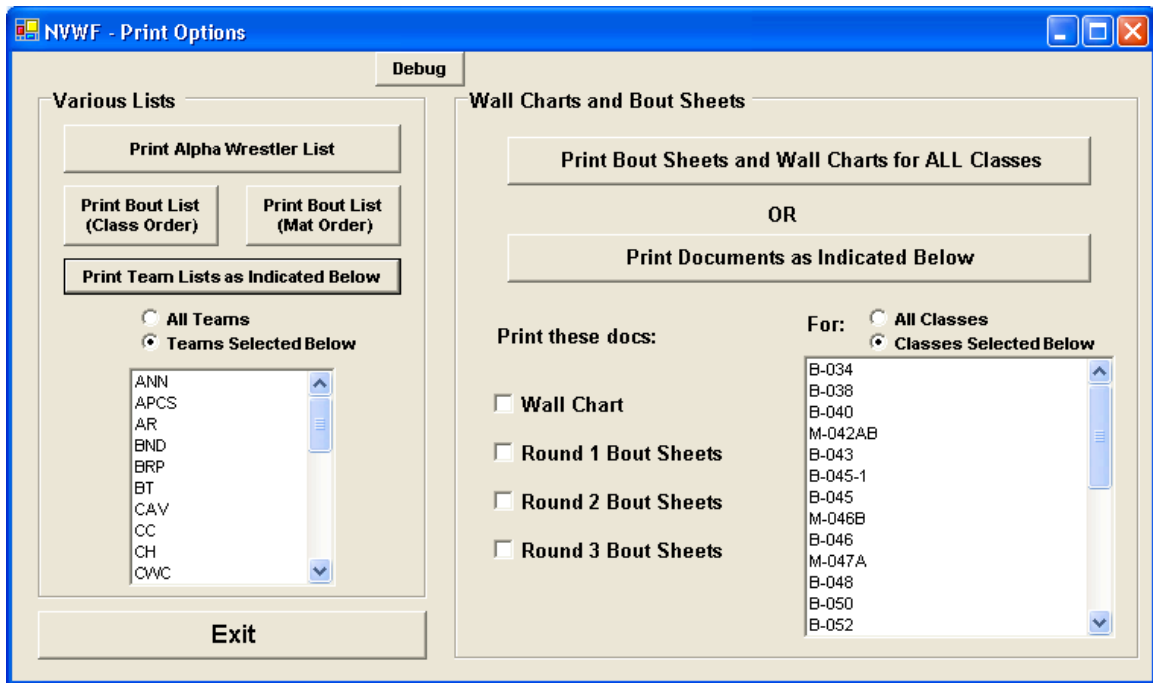 NVWF - Print Options
Debug
Various Lists
Print Alpha Wrestler List
Print Bout List
(Class Order)
Print Bout List
(Mat Order)
Print Team Lists as Indicated Below
All Teams
Teams Selected Below
ANN
APCS
AR
BND
BRP
BT
CAV
CC
CH
CWC
Exit
Wall Charts and Bout Sheets
Print Bout Sheets and Wall Charts for ALL Classes
OR
Print Documents as Indicated Below
Print these docs:
Wall Chart
Round 1 Bout Sheets
Round 2 Bout Sheets
Round 3 Bout Sheets
For:
All Classes
Classes Selected Below
B-034
B-038
B-040
M-042AB
B-043
B-045-1
B-045
M-046B
B-046
M-047A
B-048
B-050
B-052